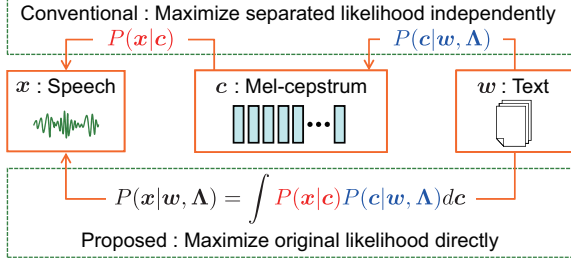 Conventional : Maximize separated likelihood independently
P(x|c) P(c|w, Λ)
x : Speech c : Mel-cepstrum w : Text
P(x|w, Λ) = ∫ P(x|c)P(c|w, Λ)dc
Proposed : Maximize original likelihood directly